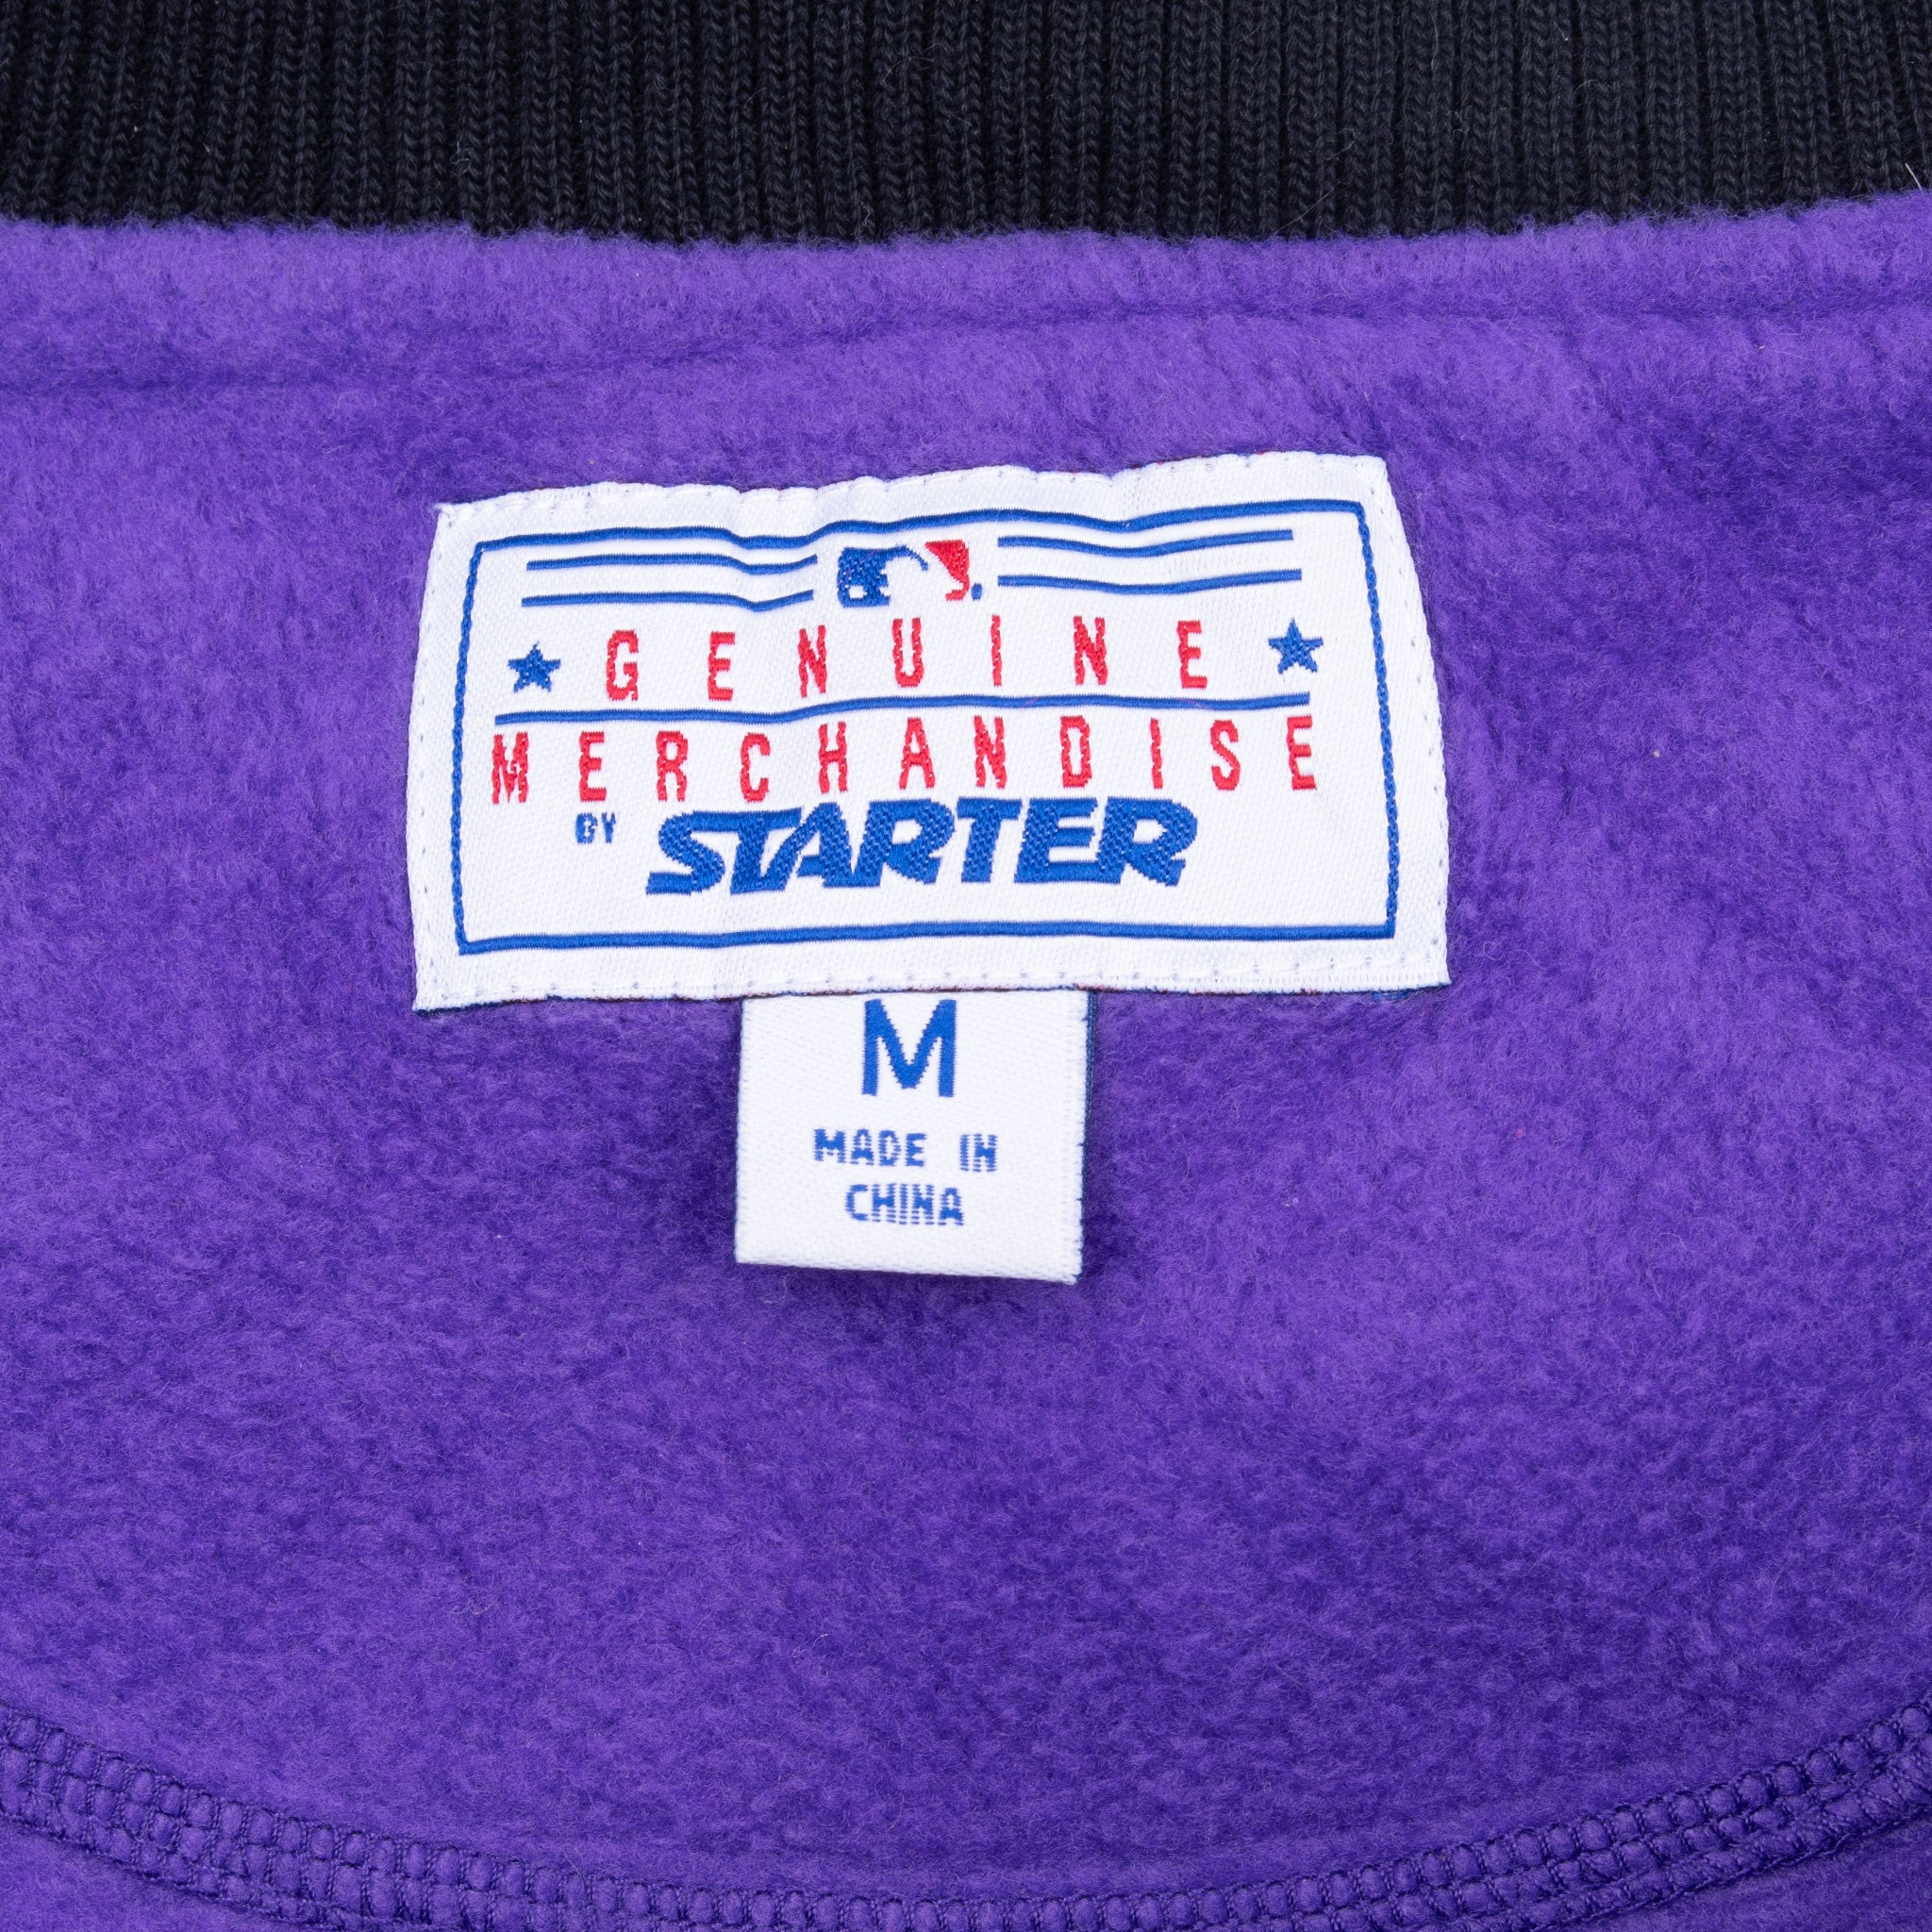 GENUINE
MERCHANDISE
BY STARTER
M
MADE IN
CHINA